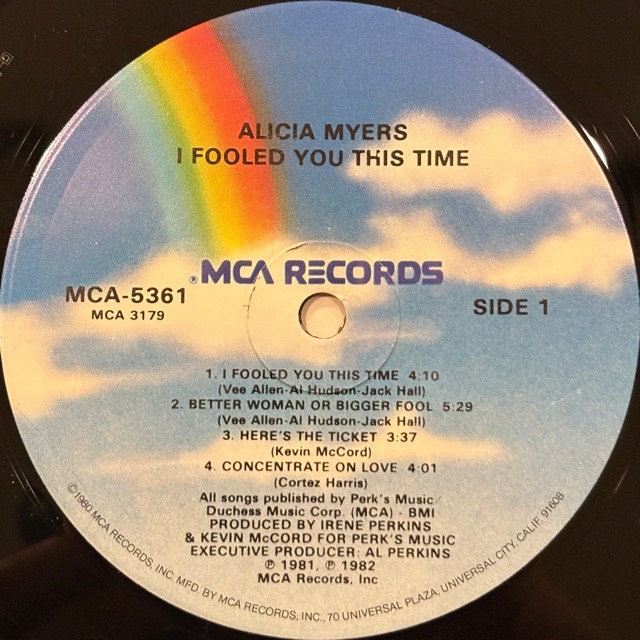 ALICIA MYERS
I FOOLED YOU THIS TIME
® MCA RECORDS
MCA-5361
MCA 3179
SIDE 1
1. I FOOLED YOU THIS TIME 4:10
(Vee Allen-Al Hudson-Jack Hall)
2. BETTER WOMAN OR BIGGER FOOL 5:29
(Vee Allen-Al Hudson-Jack Hall)
3. HERE'S THE TICKET 3:37
(Kevin McCord)
4. CONCENTRATE ON LOVE 4:01
(Cortez Harris)
All songs published by Perk's Music/
Duchess Music Corp. (MCA) - BMI
PRODUCED BY IRENE PERKINS
& KEVIN McCORD FOR PERK'S MUSIC
EXECUTIVE PRODUCER: AL PERKINS
℗ 1981, ℗ 1982
MCA Records, Inc
©1980 MCA RECORDS, INC. MFD. BY MCA RECORDS, INC., 70 UNIVERSAL PLAZA, UNIVERSAL CITY, CALIF. 91608